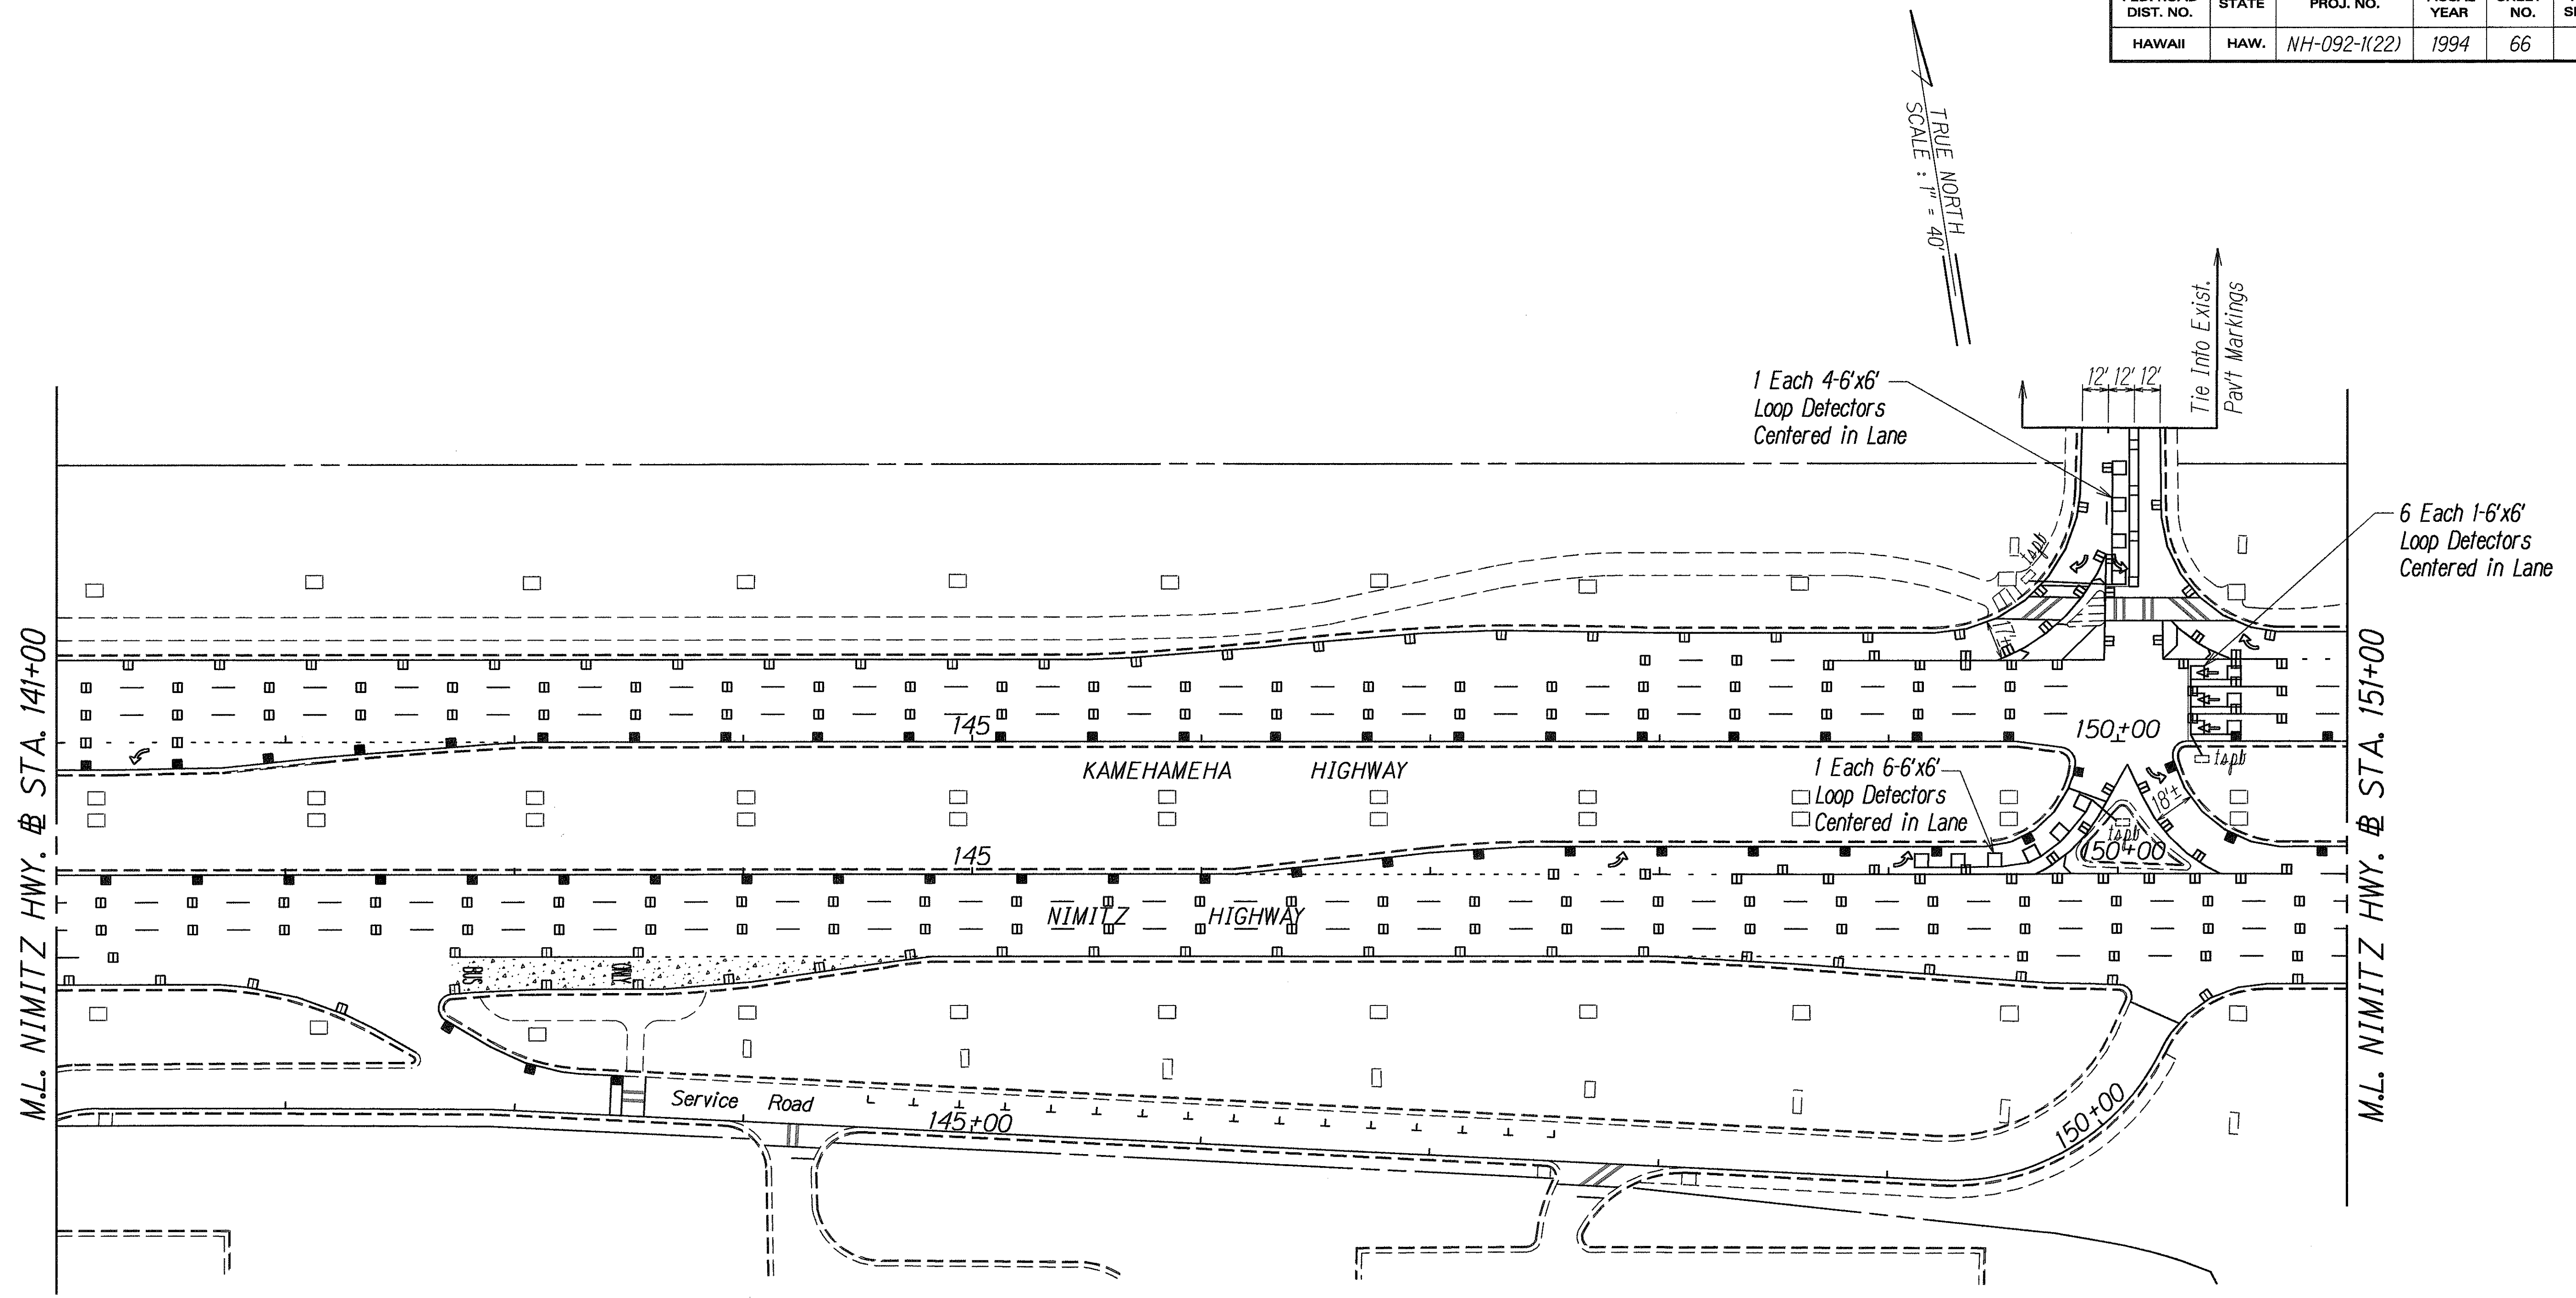 DIST. NO.
STATE
PROJ. NO.
YEAR
NO.
HAWAII
HAW.
NH-092-1(22)
1994
66
TRUE NORTH
SCALE : 1" = 40'
Tie Into Exist.
Pav't Markings
12' 12' 12'
1 Each 4-6'x6'
Loop Detectors
Centered in Lane
6 Each 1-6'x6'
Loop Detectors
Centered in Lane
tspb
17'±
M.L. NIMITZ HWY. ℄ STA. 141+00
M.L. NIMITZ HWY. ℄ STA. 151+00
145
150+00
KAMEHAMEHA HIGHWAY
tspb
1 Each 6-6'x6'
Loop Detectors
Centered in Lane
18'±
tspb
145
150+00
NIMITZ HIGHWAY
BUS
ONLY
Service Road
145+00
150+00